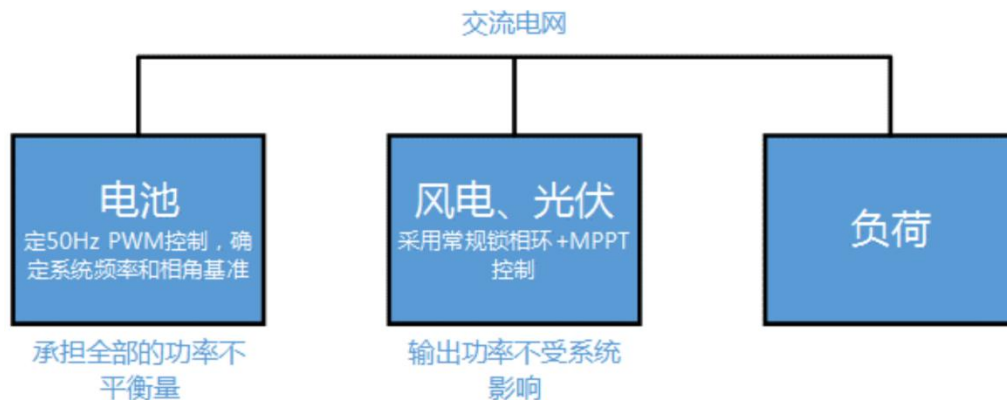 交流电网
电池
定50Hz PWM控制，确
定系统频率和相角基准
风电、光伏
采用常规锁相环+MPPT
控制
负荷
承担全部的功率不
平衡量
输出功率不受系统
影响